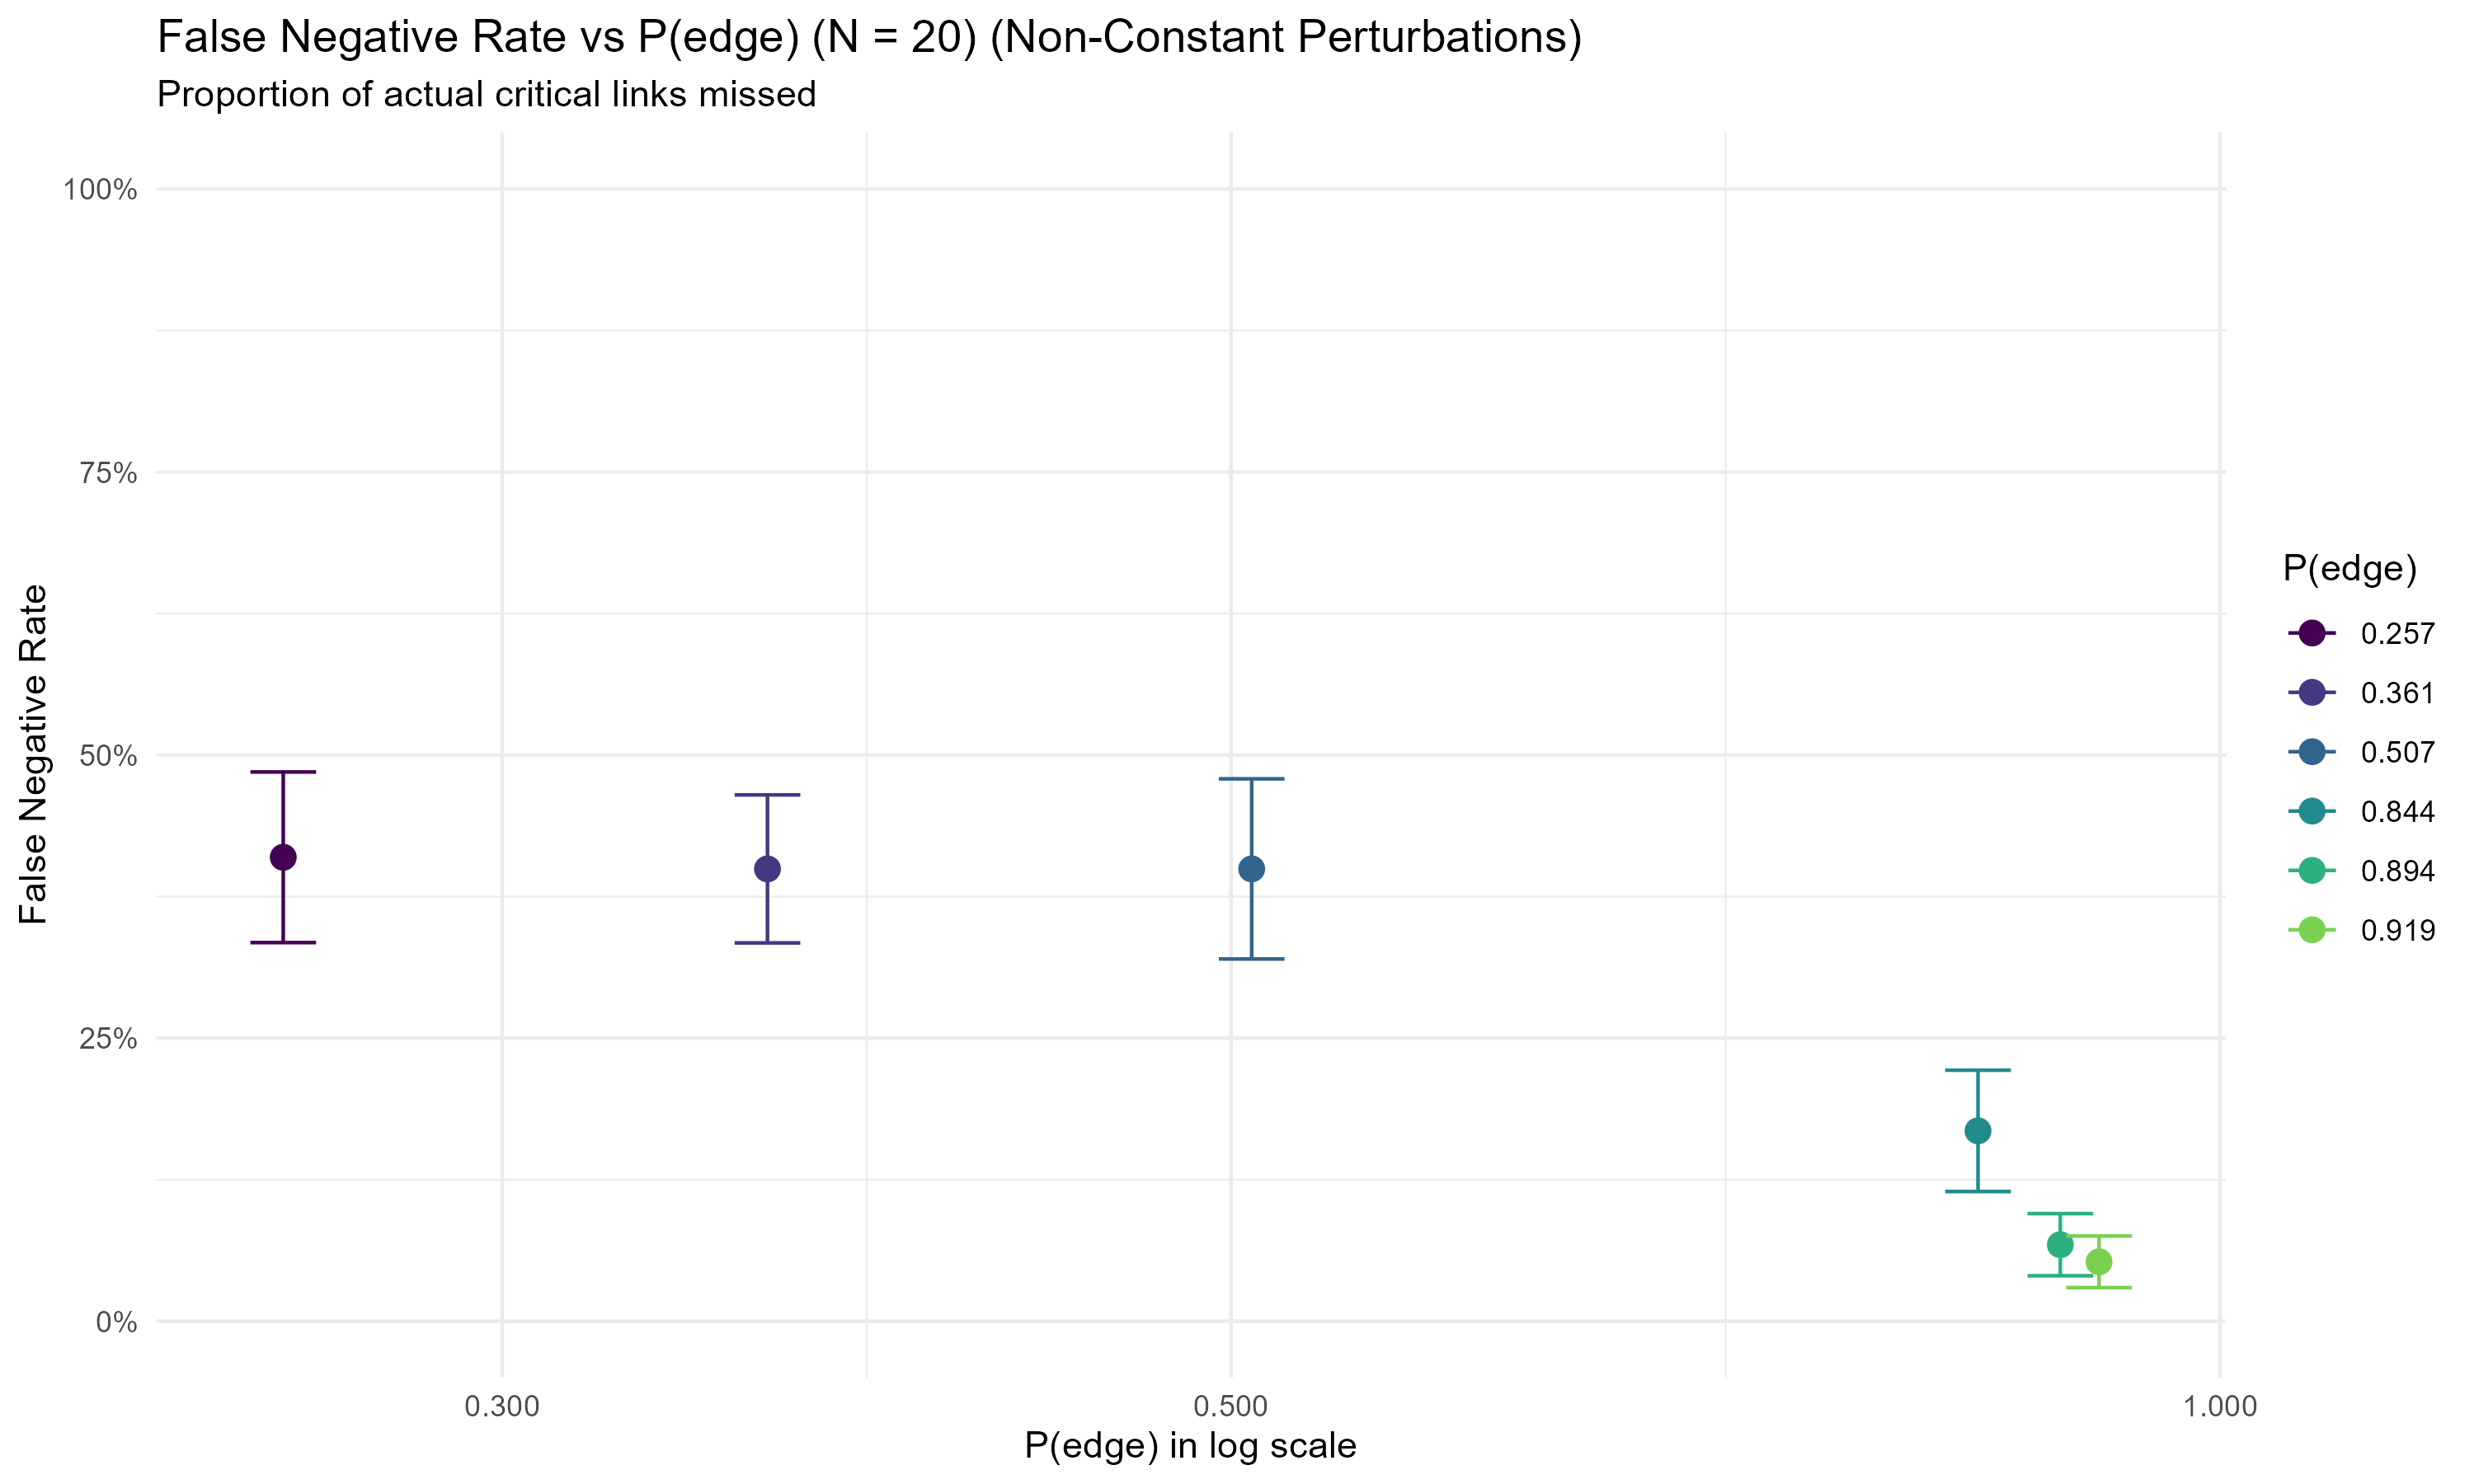 False Negative Rate vs P(edge) (N = 20) (Non-Constant Perturbations)
Proportion of actual critical links missed
100%
75%
50%
25%
0%
False Negative Rate
0.300
0.500
1.000
P(edge) in log scale
P(edge)
0.257
0.361
0.507
0.844
0.894
0.919